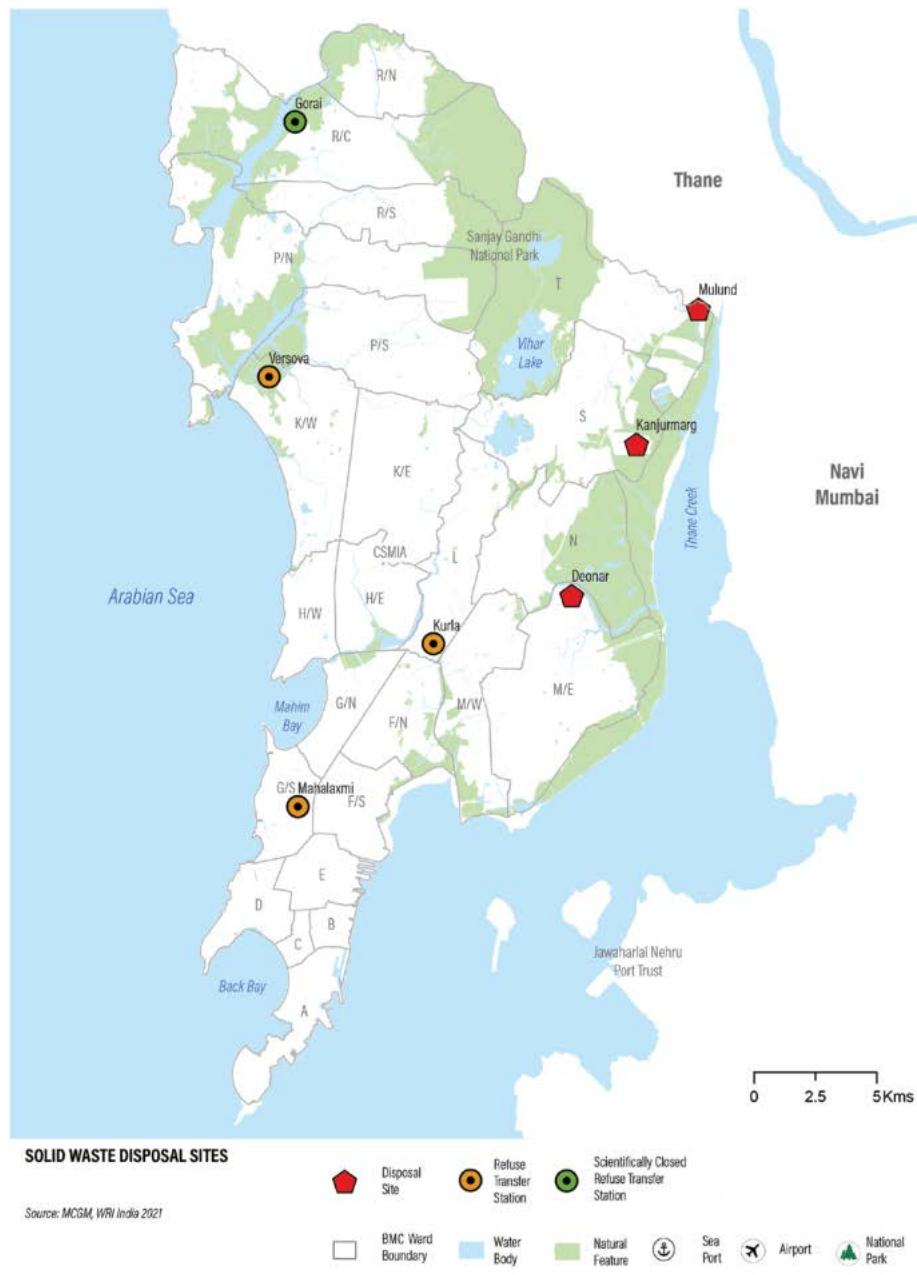 R/N
Gorai
R/C
Thane
R/S
Sanjay Gandhi
National Park
P/N
T
Mulund
P/S
Vihar
Lake
Versova
K/W
S
Kanjurmarg
K/E
Navi
Mumbai
Thane Creek
N
CSMIA
L
Deonar
Arabian Sea
H/W
H/E
Kurla
M/E
Mahim
Bay
G/N
F/N
M/W
G/S
Mahalaxmi
F/S
E
D
B
C
Jawaharlal Nehru
Port Trust
Back Bay
A
0 2.5 5Kms
SOLID WASTE DISPOSAL SITES
Disposal
Site
Refuse
Transfer
Station
Scientifically Closed
Refuse Transfer
Station
Source: MCGM, WRI India 2021
BMC Ward
Boundary
Water
Body
Natural
Feature
Sea
Port
Airport
National
Park